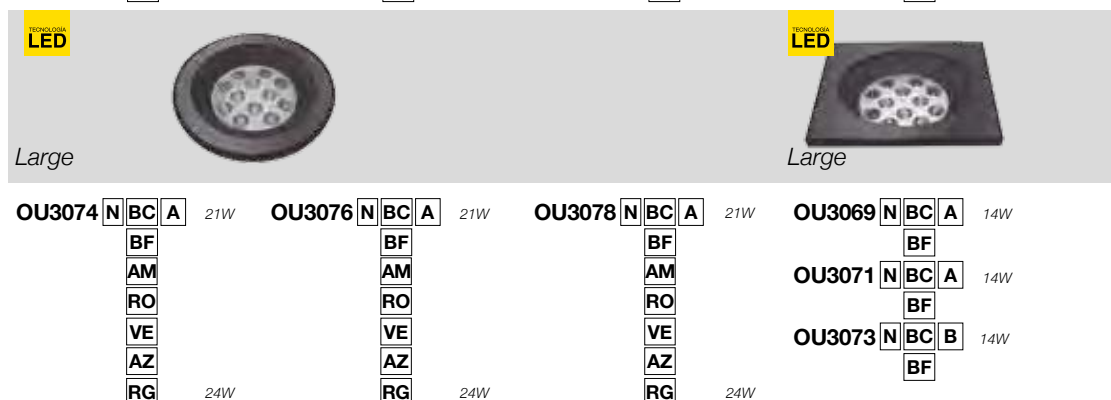 TECNOLOGÍA
LED
TECNOLOGÍA
LED
Large
Large
OU3074 N BC A 21W
BF
AM
RO
VE
AZ
RG 24W
OU3076 N BC A 21W
BF
AM
RO
VE
AZ
RG 24W
OU3078 N BC A 21W
BF
AM
RO
VE
AZ
RG 24W
OU3069 N BC A 14W
BF
OU3071 N BC A 14W
BF
OU3073 N BC B 14W
BF